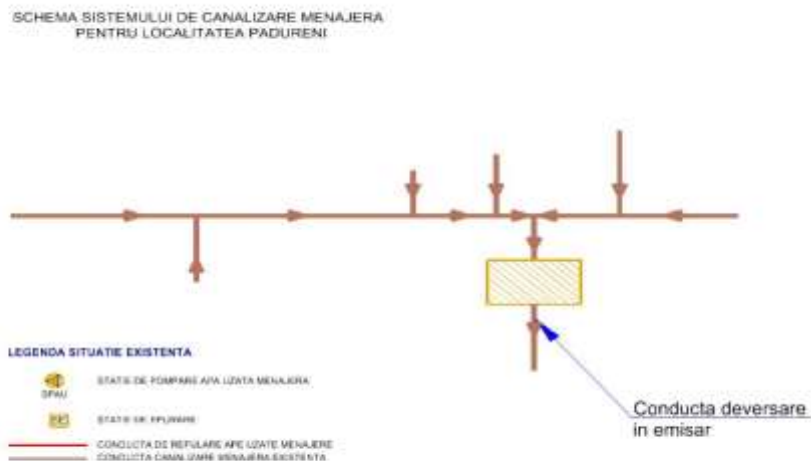 SCHEMA SISTEMULUI DE CANALIZARE MENAJERA
PENTRU LOCALITATEA PADURENI
Conducta deversare
in emisar
LEGENDA SITUATIE EXISTENTA
STATIE DE POMPARE APA UZATA MENAJERA
SPAU
STATIE DE EPURARE
CONDUCTA DE REFULARE APE UZATE MENAJERE
CONDUCTA CANALIZARE MENAJERA EXISTENTA